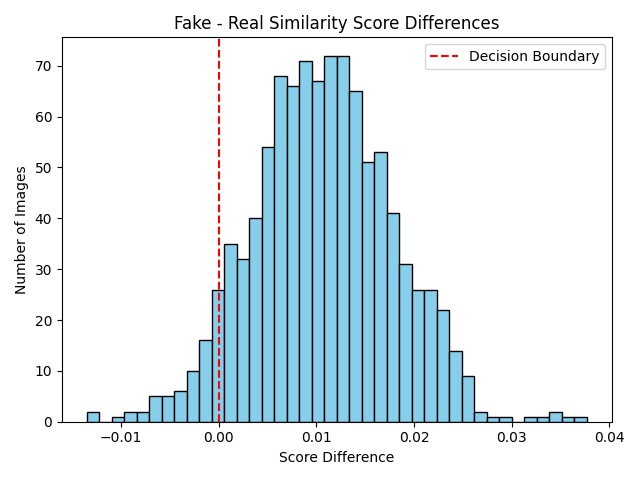 Fake - Real Similarity Score Differences
Decision Boundary
Number of Images
70
60
50
40
30
20
10
0
−0.01 0.00 0.01 0.02 0.03 0.04
Score Difference